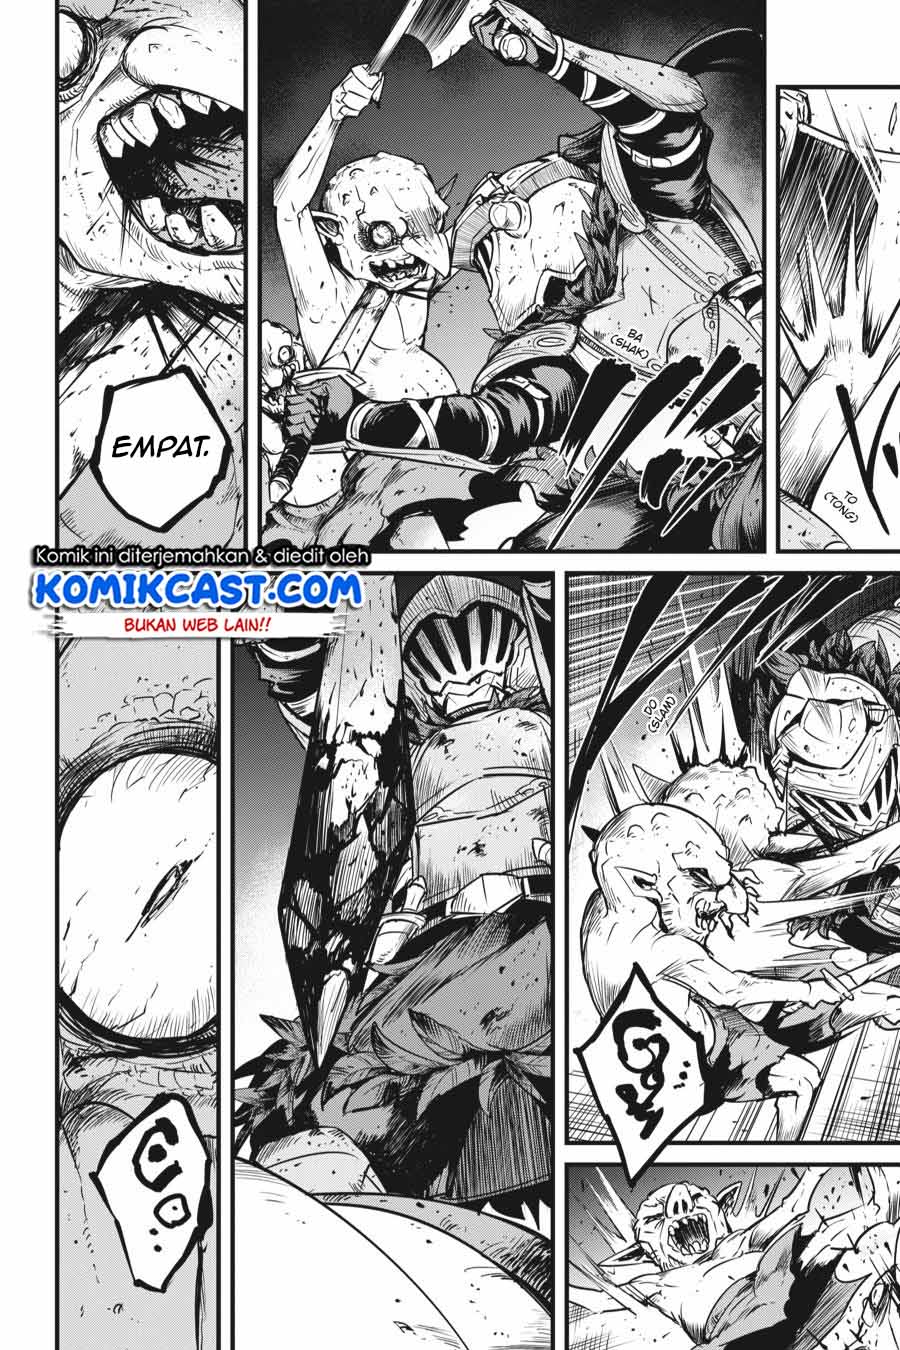 TO
(TONG)
BA
(SHAK)
EMPAT.
Komik ini diterjemahkan & diedit oleh
KOMIKCAST.COM
BUKAN WEB LAIN!!
DO
(SLAM)